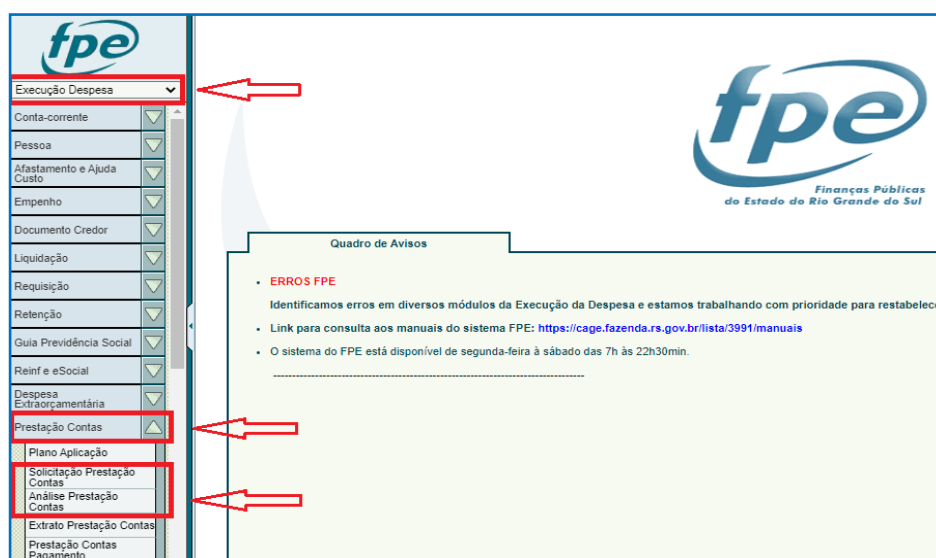 fpe
Execução Despesa
Conta-corrente
Pessoa
Afastamento e Ajuda
Custo
Empenho
Documento Credor
Liquidação
Requisição
Retenção
Guia Previdência Social
Reinf e eSocial
Despesa
Extraorçamentária
Prestação Contas
Plano Aplicação
Solicitação Prestação
Contas
Análise Prestação
Contas
Extrato Prestação Contas
Prestação Contas
Pagamento
fpe
Finanças Públicas
do Estado do Rio Grande do Sul
Quadro de Avisos
ERROS FPE
Identificamos erros em diversos módulos da Execução da Despesa e estamos trabalhando com prioridade para restabelec
Link para consulta aos manuais do sistema FPE: https://cage.fazenda.rs.gov.br/lista/3991/manuais
O sistema do FPE está disponível de segunda-feira à sábado das 7h às 22h30min.